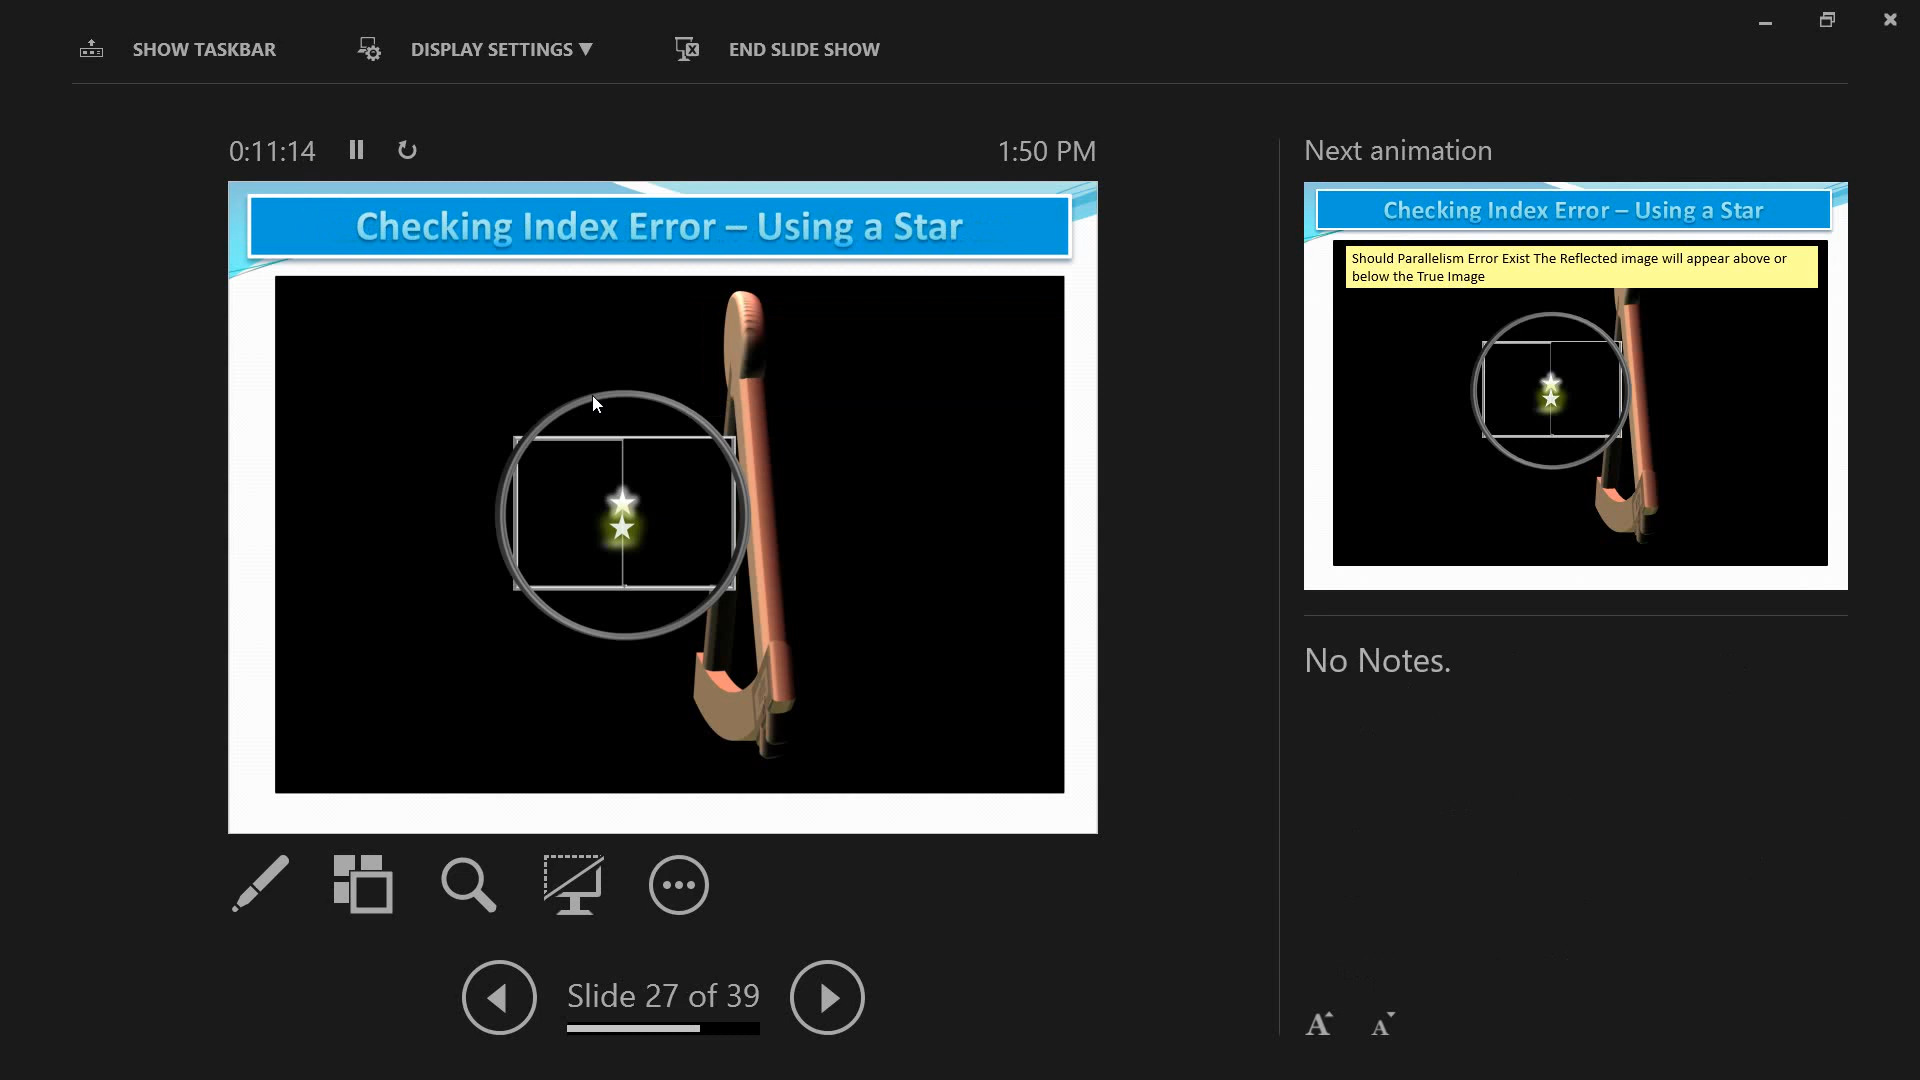 SHOW TASKBAR
DISPLAY SETTINGS ▼
END SLIDE SHOW
0:11:14
1:50 PM
Checking Index Error – Using a Star
Next animation
Checking Index Error – Using a Star
Should Parallelism Error Exist The Reflected image will appear above or
below the True Image
No Notes.
Slide 27 of 39
A A